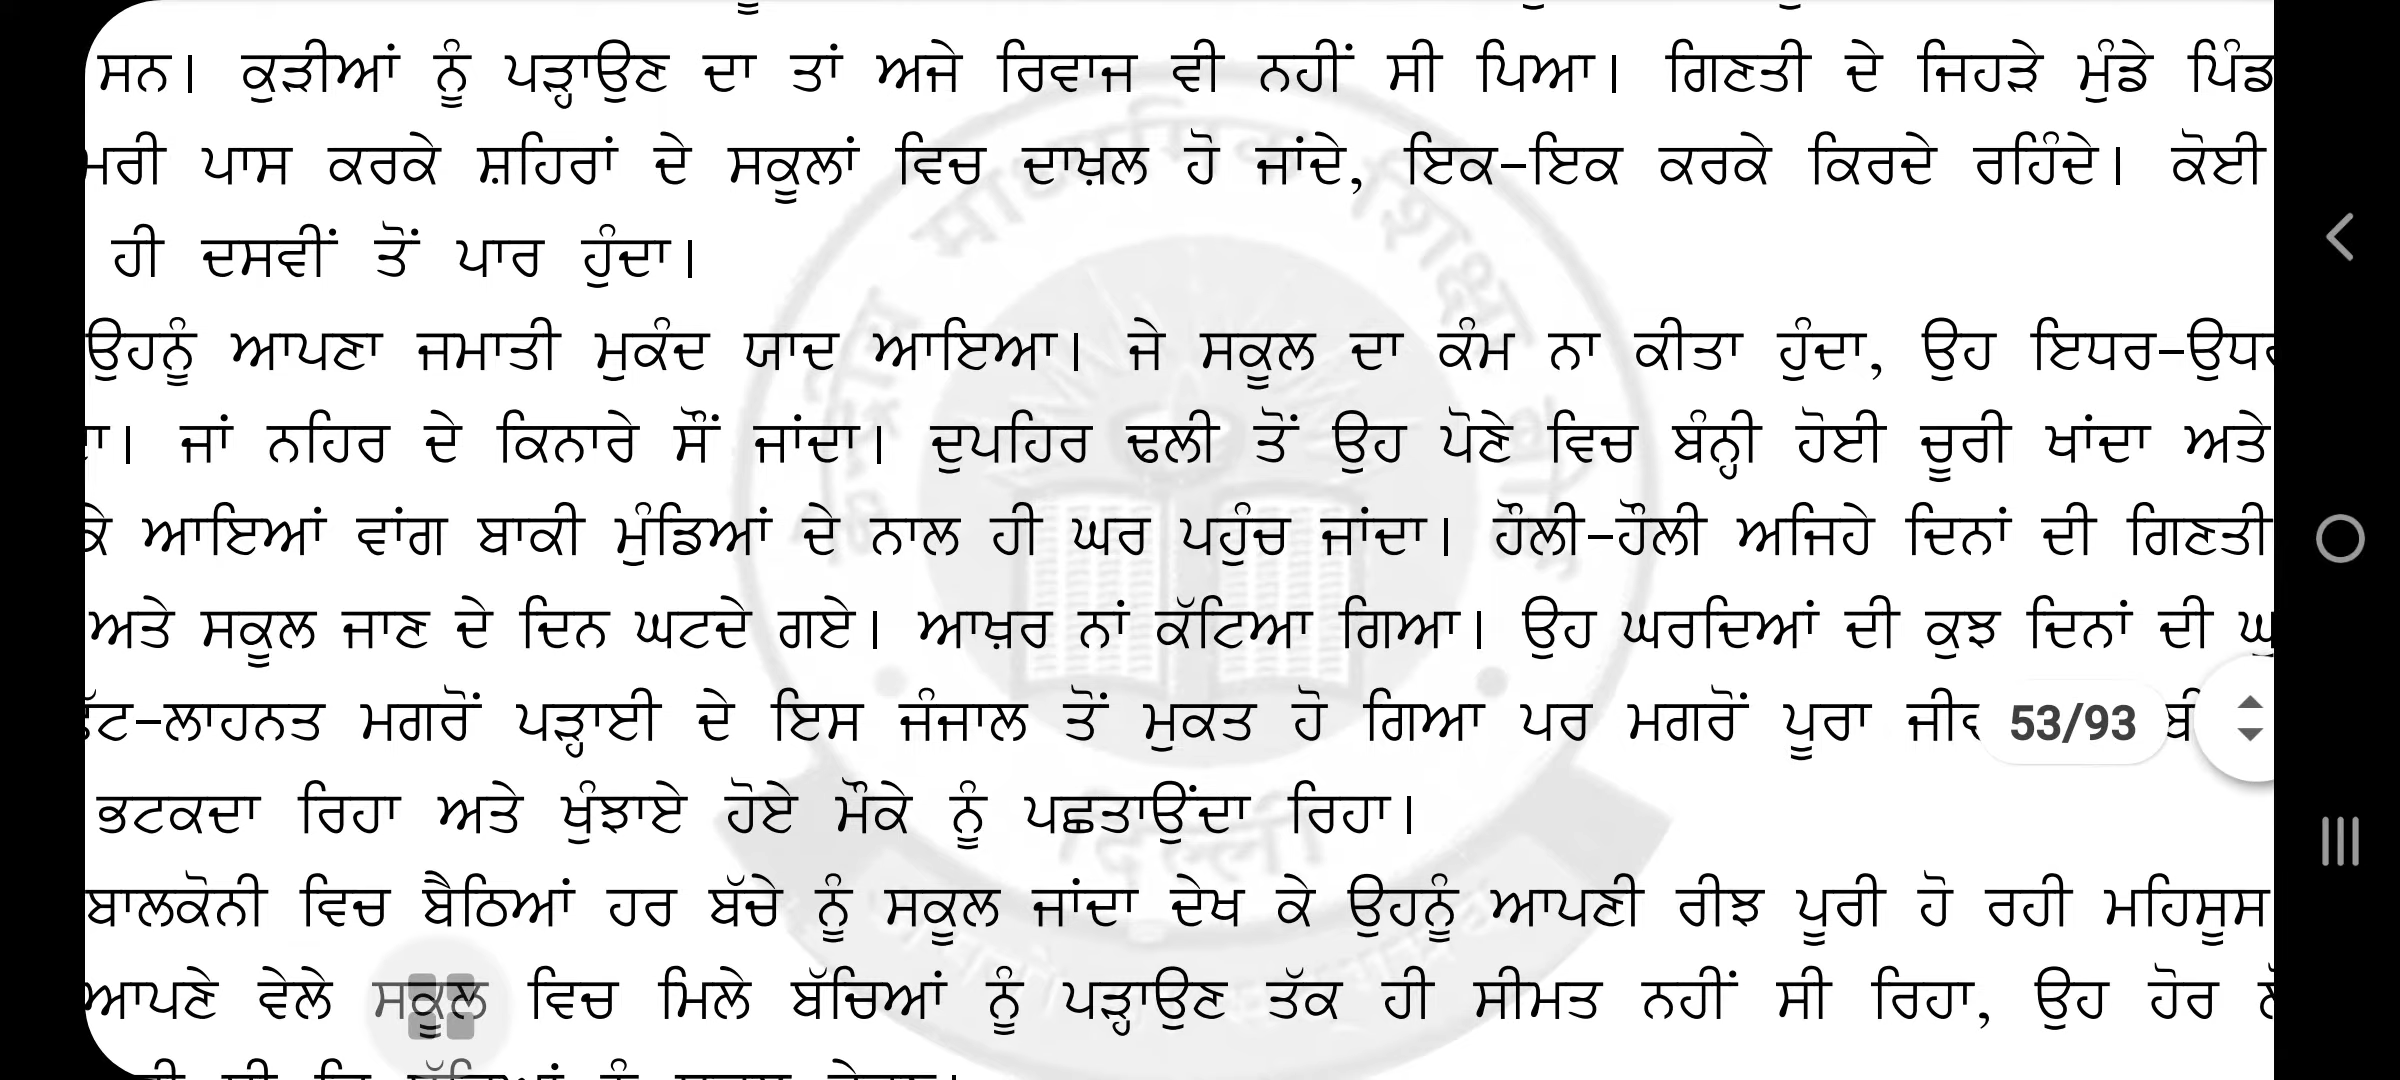 ਸਨ। ਕੁੜੀਆਂ ਨੂੰ ਪੜ੍ਹਾਉਣ ਦਾ ਤਾਂ ਅਜੇ ਰਿਵਾਜ ਵੀ ਨਹੀਂ ਸੀ ਪਿਆ। ਗਿਣਤੀ ਦੇ ਜਿਹੜੇ ਮੁੰਡੇ ਪਿੰਡ
ਮਰੀ ਪਾਸ ਕਰਕੇ ਸ਼ਹਿਰਾਂ ਦੇ ਸਕੂਲਾਂ ਵਿਚ ਦਾਖ਼ਲ ਹੋ ਜਾਂਦੇ, ਇਕ-ਇਕ ਕਰਕੇ ਕਿਰਦੇ ਰਹਿੰਦੇ। ਕੋਈ
ਹੀ ਦਸਵੀਂ ਤੋਂ ਪਾਰ ਹੁੰਦਾ।
ਉਹਨੂੰ ਆਪਣਾ ਜਮਾਤੀ ਮੁਕੰਦ ਯਾਦ ਆਇਆ। ਜੇ ਸਕੂਲ ਦਾ ਕੰਮ ਨਾ ਕੀਤਾ ਹੁੰਦਾ, ਉਹ ਇਧਰ-ਉਧਰ
ਜਾਂ ਨਹਿਰ ਦੇ ਕਿਨਾਰੇ ਸੌਂ ਜਾਂਦਾ। ਦੁਪਹਿਰ ਢਲੀ ਤੋਂ ਉਹ ਪੋਣੇ ਵਿਚ ਬੰਨ੍ਹੀ ਹੋਈ ਚੂਰੀ ਖਾਂਦਾ ਅਤੇ
ਕੇ ਆਇਆਂ ਵਾਂਗ ਬਾਕੀ ਮੁੰਡਿਆਂ ਦੇ ਨਾਲ ਹੀ ਘਰ ਪਹੁੰਚ ਜਾਂਦਾ। ਹੌਲੀ-ਹੌਲੀ ਅਜਿਹੇ ਦਿਨਾਂ ਦੀ ਗਿਣਤੀ
ਅਤੇ ਸਕੂਲ ਜਾਣ ਦੇ ਦਿਨ ਘਟਦੇ ਗਏ। ਆਖ਼ਰ ਨਾਂ ਕੱਟਿਆ ਗਿਆ। ਉਹ ਘਰਦਿਆਂ ਦੀ ਕੁਝ ਦਿਨਾਂ ਦੀ
-ਲਾਹਨਤ ਮਗਰੋਂ ਪੜ੍ਹਾਈ ਦੇ ਇਸ ਜੰਜਾਲ ਤੋਂ ਮੁਕਤ ਹੋ ਗਿਆ ਪਰ ਮਗਰੋਂ ਪੂਰਾ 53/93
ਭਟਕਦਾ ਰਿਹਾ ਅਤੇ ਖੁੰਝਾਏ ਹੋਏ ਮੌਕੇ ਨੂੰ ਪਛਤਾਉਂਦਾ ਰਿਹਾ।
ਬਾਲਕੋਨੀ ਵਿਚ ਬੈਠਿਆਂ ਹਰ ਬੱਚੇ ਨੂੰ ਸਕੂਲ ਜਾਂਦਾ ਦੇਖ ਕੇ ਉਹਨੂੰ ਆਪਣੀ ਰੀਝ ਪੂਰੀ ਹੋ ਰਹੀ ਮਹਿਸੂਸ
ਆਪਣੇ ਵੇਲੇ ਸਕੂਲ ਵਿਚ ਮਿਲੇ ਬੱਚਿਆਂ ਨੂੰ ਪੜ੍ਹਾਉਣ ਤੱਕ ਹੀ ਸੀਮਤ ਨਹੀਂ ਸੀ ਰਿਹਾ, ਉਹ ਹੋਰ